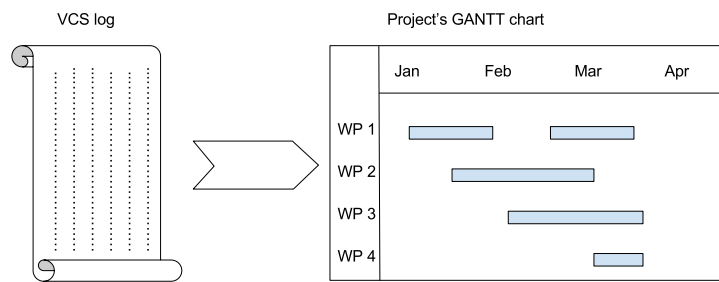 VCS log
Project's GANTT chart
Jan Feb Mar Apr
WP 1
WP 2
WP 3
WP 4